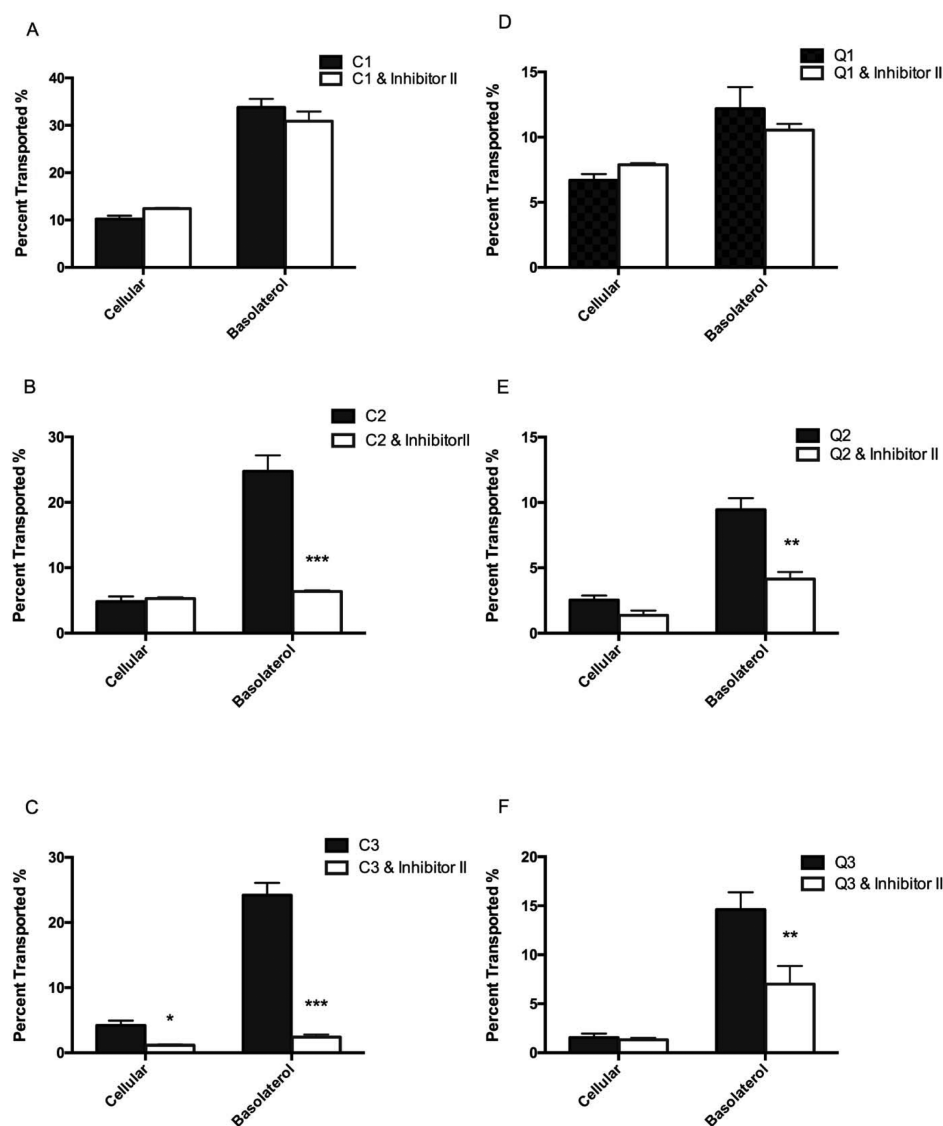 A
C1
C1 & Inhibitor II
Percent Transported %
40
30
20
10
0
Cellular
Basolaterol
D
Q1
Q1 & Inhibitor II
Percent Transported %
15
10
5
0
Cellular
Basolaterol
B
C2
C2 & InhibitorII
Percent Transported %
30
20
10
0
***
Cellular
Basolaterol
E
Q2
Q2 & Inhibitor II
Percent Transported %
15
10
5
0
**
Cellular
Basolaterol
C
C3
C3 & Inhibitor II
Percent Transported %
30
20
10
0
*
***
Cellular
Basolaterol
F
Q3
Q3 & Inhibitor II
Percent Transported %
20
15
10
5
0
**
Cellular
Basolaterol